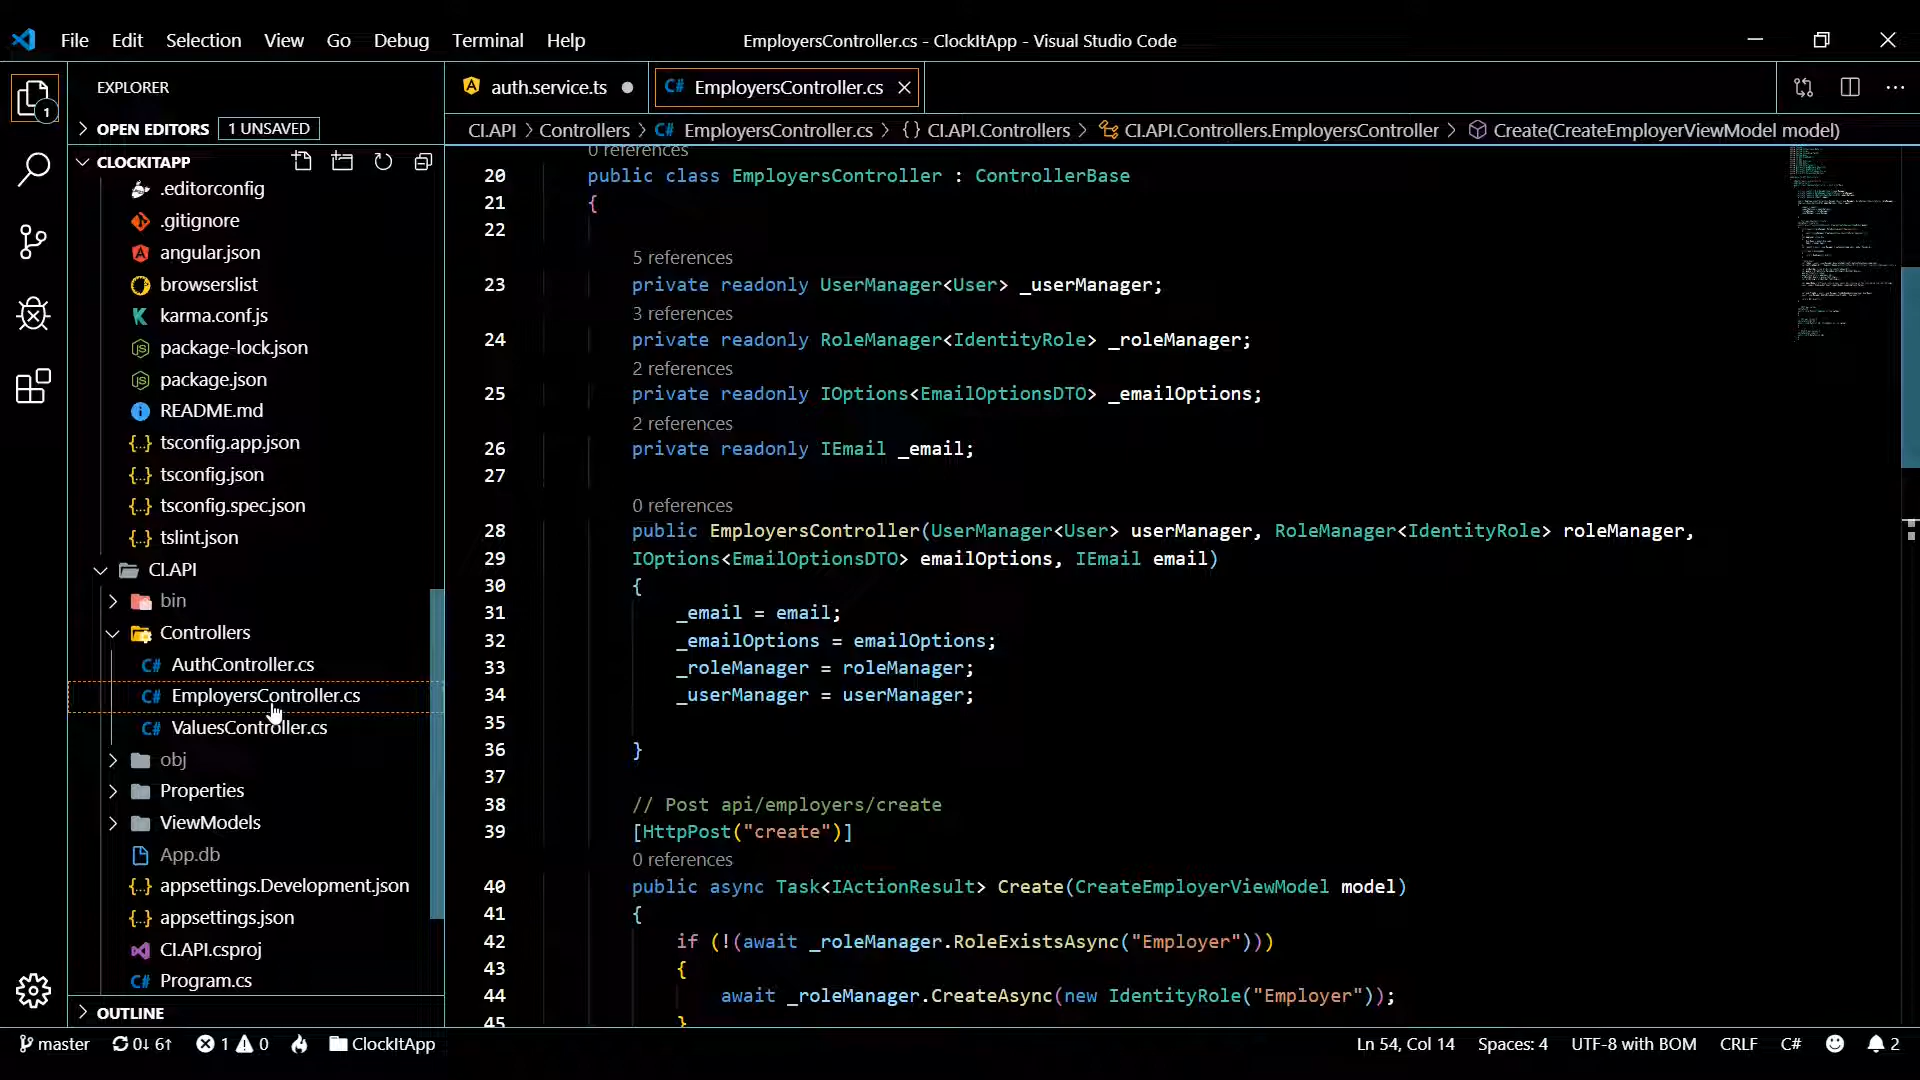 File Edit Selection View Go Debug Terminal Help
EmployersController.cs - ClockItApp - Visual Studio Code
EXPLORER
OPEN EDITORS 1 UNSAVED
CLOCKITAPP
.editorconfig
.gitignore
angular.json
browserslist
karma.conf.js
package-lock.json
package.json
README.md
tsconfig.app.json
tsconfig.json
tsconfig.spec.json
tslint.json
CI.API
bin
Controllers
C# AuthController.cs
C# EmployersController.cs
C# ValuesController.cs
obj
Properties
ViewModels
App.db
appsettings.Development.json
appsettings.json
CI.API.csproj
C# Program.cs
OUTLINE
auth.service.ts
C# EmployersController.cs
CI.API > Controllers > C# EmployersController.cs > {} CI.API.Controllers > CI.API.Controllers.EmployersController > Create(CreateEmployerViewModel model)
0 references
20 public class EmployersController : ControllerBase
21 {
22
5 references
23 private readonly UserManager<User> _userManager;
3 references
24 private readonly RoleManager<IdentityRole> _roleManager;
2 references
25 private readonly IOptions<EmailOptionsDTO> _emailOptions;
2 references
26 private readonly IEmail _email;
27
0 references
28 public EmployersController(UserManager<User> userManager, RoleManager<IdentityRole> roleManager,
29 IOptions<EmailOptionsDTO> emailOptions, IEmail email)
30 {
31 _email = email;
32 _emailOptions = emailOptions;
33 _roleManager = roleManager;
34 _userManager = userManager;
35
36 }
37
38 // Post api/employers/create
39 [HttpPost("create")]
0 references
40 public async Task<IActionResult> Create(CreateEmployerViewModel model)
41 {
42 if (!(await _roleManager.RoleExistsAsync("Employer")))
43 {
44 await _roleManager.CreateAsync(new IdentityRole("Employer"));
45 }
master 0↓ 6↑ 1 0 ClockItApp
Ln 54, Col 14 Spaces: 4 UTF-8 with BOM CRLF C# 2